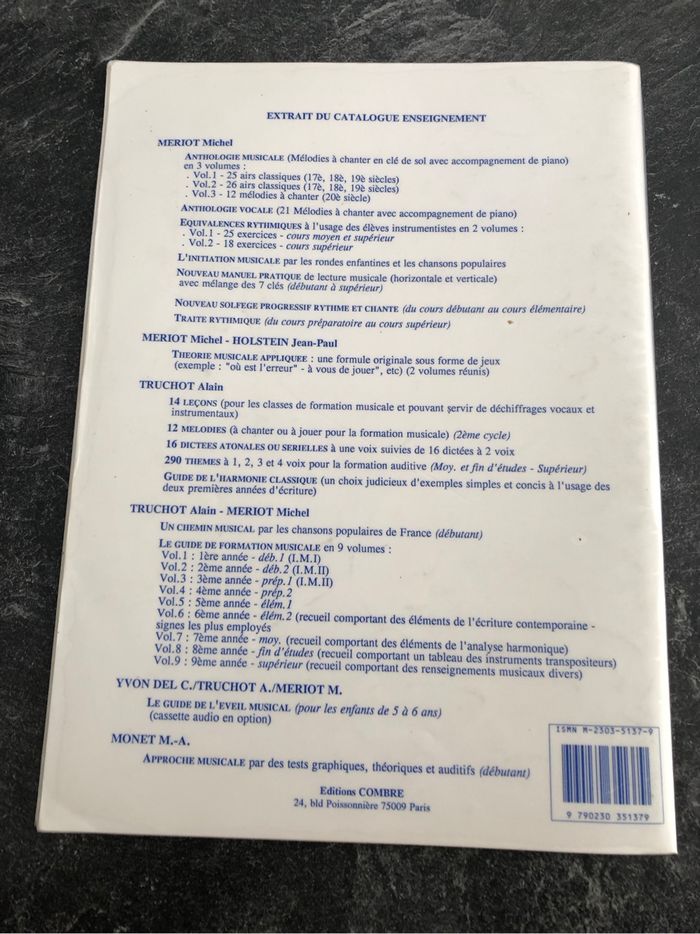 EXTRAIT DU CATALOGUE ENSEIGNEMENT
MERIOT Michel
ANTHOLOGIE MUSICALE (Mélodies à chanter en clé de sol avec accompagnement de piano)
en 3 volumes :
. Vol.1 - 25 airs classiques (17è, 18è, 19è siècles)
. Vol.2 - 26 airs classiques (17è, 18è, 19è siècles)
. Vol.3 - 12 mélodies à chanter (20è siècle)
ANTHOLOGIE VOCALE (21 Mélodies à chanter avec accompagnement de piano)
EQUIVALENCES RYTHMIQUES à l'usage des élèves instrumentistes en 2 volumes :
. Vol.1 - 25 exercices - cours moyen et supérieur
. Vol.2 - 18 exercices - cours supérieur
L'INITIATION MUSICALE par les rondes enfantines et les chansons populaires
NOUVEAU MANUEL PRATIQUE de lecture musicale (horizontale et verticale)
avec mélange des 7 clés (débutant à supérieur)
NOUVEAU SOLFEGE PROGRESSIF RYTHME ET CHANTE (du cours débutant au cours élémentaire)
TRAITE RYTHMIQUE (du cours préparatoire au cours supérieur)
MERIOT Michel - HOLSTEIN Jean-Paul
THEORIE MUSICALE APPLIQUEE : une formule originale sous forme de jeux
(exemple : "où est l'erreur" - à vous de jouer", etc) (2 volumes réunis)
TRUCHOT Alain
14 LEÇONS (pour les classes de formation musicale et pouvant servir de déchiffrages vocaux et
instrumentaux)
12 MELODIES (à chanter ou à jouer pour la formation musicale) (2ème cycle)
16 DICTEES ATONALES OU SERIELLES à une voix suivies de 16 dictées à 2 voix
290 THEMES à 1, 2, 3 et 4 voix pour la formation auditive (Moy. et fin d'études - Supérieur)
GUIDE DE L'HARMONIE CLASSIQUE (un choix judicieux d'exemples simples et concis à l'usage des
deux premières années d'écriture)
TRUCHOT Alain - MERIOT Michel
UN CHEMIN MUSICAL par les chansons populaires de France (débutant)
LE GUIDE DE FORMATION MUSICALE en 9 volumes :
Vol.1 : 1ère année - déb.1 (I.M.I)
Vol.2 : 2ème année - déb.2 (I.M.II)
Vol.3 : 3ème année - prép.1 (I.M.II)
Vol.4 : 4ème année - prép.2
Vol.5 : 5ème année - élém.1
Vol.6 : 6ème année - élém.2 (recueil comportant des éléments de l'écriture contemporaine -
signes les plus employés
Vol.7 : 7ème année - moy. (recueil comportant des éléments de l'analyse harmonique)
Vol.8 : 8ème année - fin d'études (recueil comportant un tableau des instruments transpositeurs)
Vol.9 : 9ème année - supérieur (recueil comportant des renseignements musicaux divers)
YVON DEL C./TRUCHOT A./MERIOT M.
LE GUIDE DE L'EVEIL MUSICAL (pour les enfants de 5 à 6 ans)
(cassette audio en option)
MONET M.-A.
APPROCHE MUSICALE par des tests graphiques, théoriques et auditifs (débutant)
Editions COMBRE
24, bld Poissonnière 75009 Paris
ISMN M-2303-5137-9
9 790230 351379